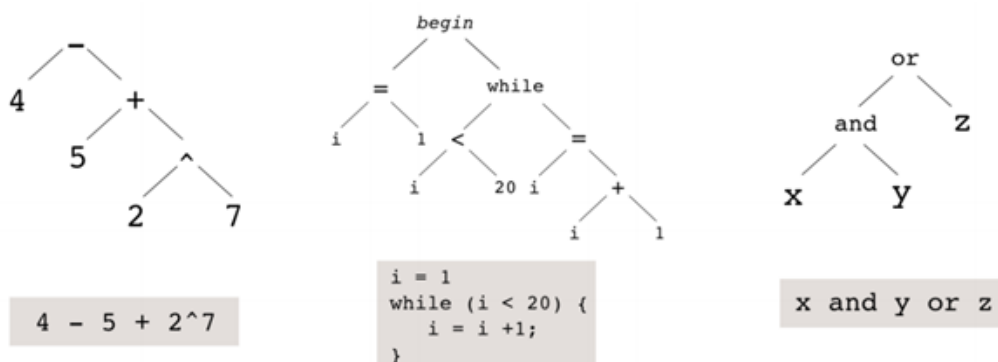 begin
-
or
=
while
4
+
and
z
i
1
<
=
5
^
x
y
i
20
i
+
2
7
i
1
i = 1
while (i < 20) {
i = i +1;
}
4 - 5 + 2^7
x and y or z